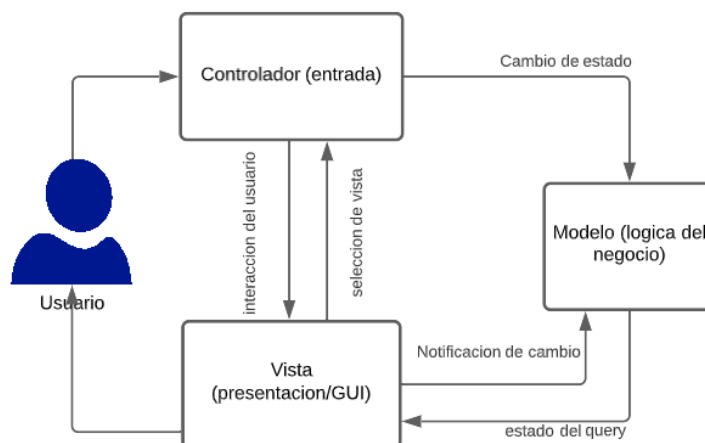 Controlador (entrada)
Cambio de estado
interaccion del usuario
seleccion de vista
Modelo (logica del
negocio)
Usuario
Notificacion de cambio
Vista
(presentacion/GUI)
estado del query